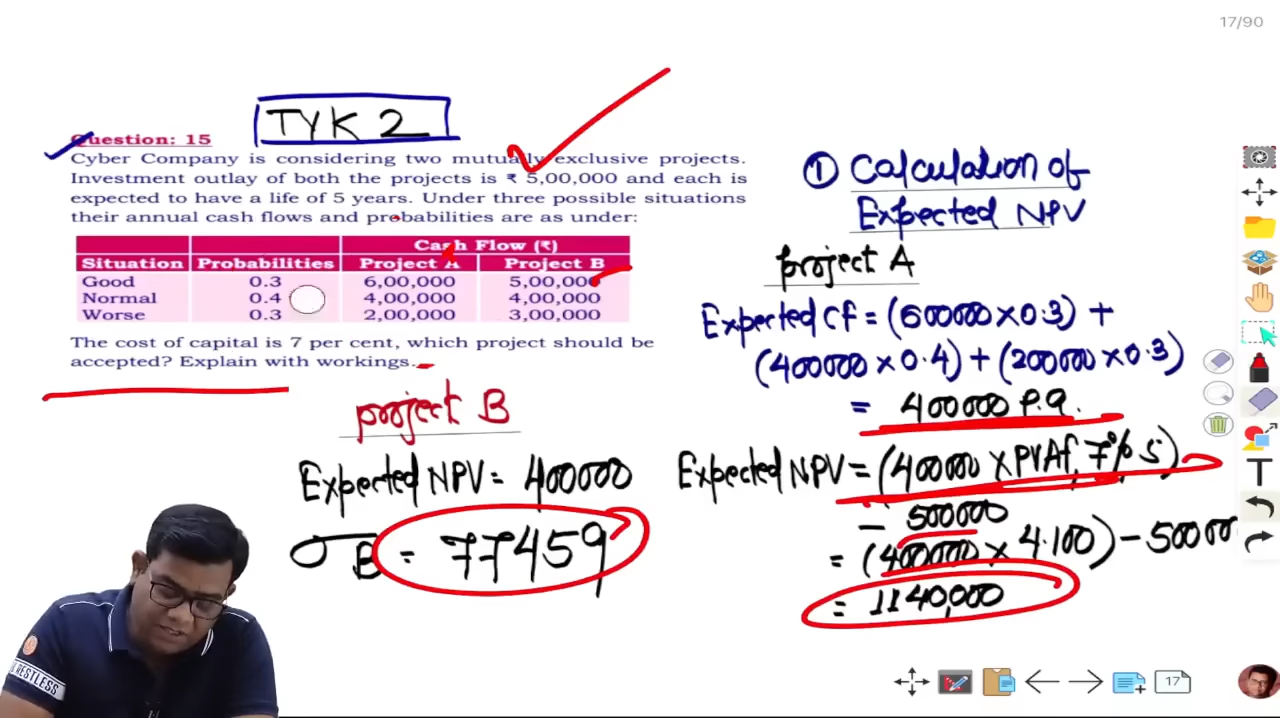 17/90
TYK 2
Question: 15
Cyber Company is considering two mutually exclusive projects.
Investment outlay of both the projects is ₹ 5,00,000 and each is
expected to have a life of 5 years. Under three possible situations
their annual cash flows and probabilities are as under:
Cash Flow (₹)
Situation Probabilities Project A Project B
Good 0.3 6,00,000 5,00,000
Normal 0.4 4,00,000 4,00,000
Worse 0.3 2,00,000 3,00,000
The cost of capital is 7 per cent, which project should be
accepted? Explain with workings.
project B
Expected NPV = 400000
σB = 77459
① Calculation of
Expected NPV
project A
Expected CF = (600000 × 0.3) +
(400000 × 0.4) + (200000 × 0.3)
= 400000 P.a.
Expected NPV = (400000 × PVAf, 7% 5)
- 500000
= (400000 × 4.100) - 500000
= 1140,000
RESTLESS
T
17